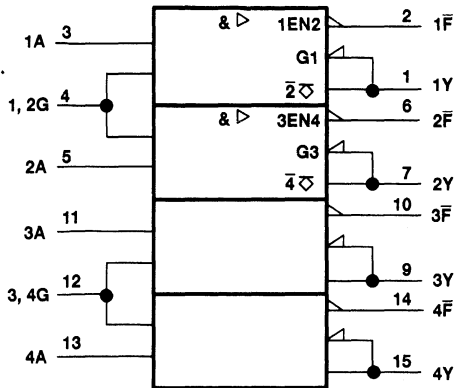 & ▷ 1EN2 2 1F̅
1A 3
G1
1 1Y
2̅ ◇̅
1, 2G 4
6 2F̅
& ▷ 3EN4
2A 5
G3
7 2Y
4̅ ◇̅
10 3F̅
3A 11
9 3Y
3, 4G 12
14 4F̅
4A 13
15 4Y